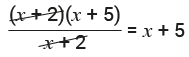 (x + 2)(x + 5)
x + 2 = x + 5